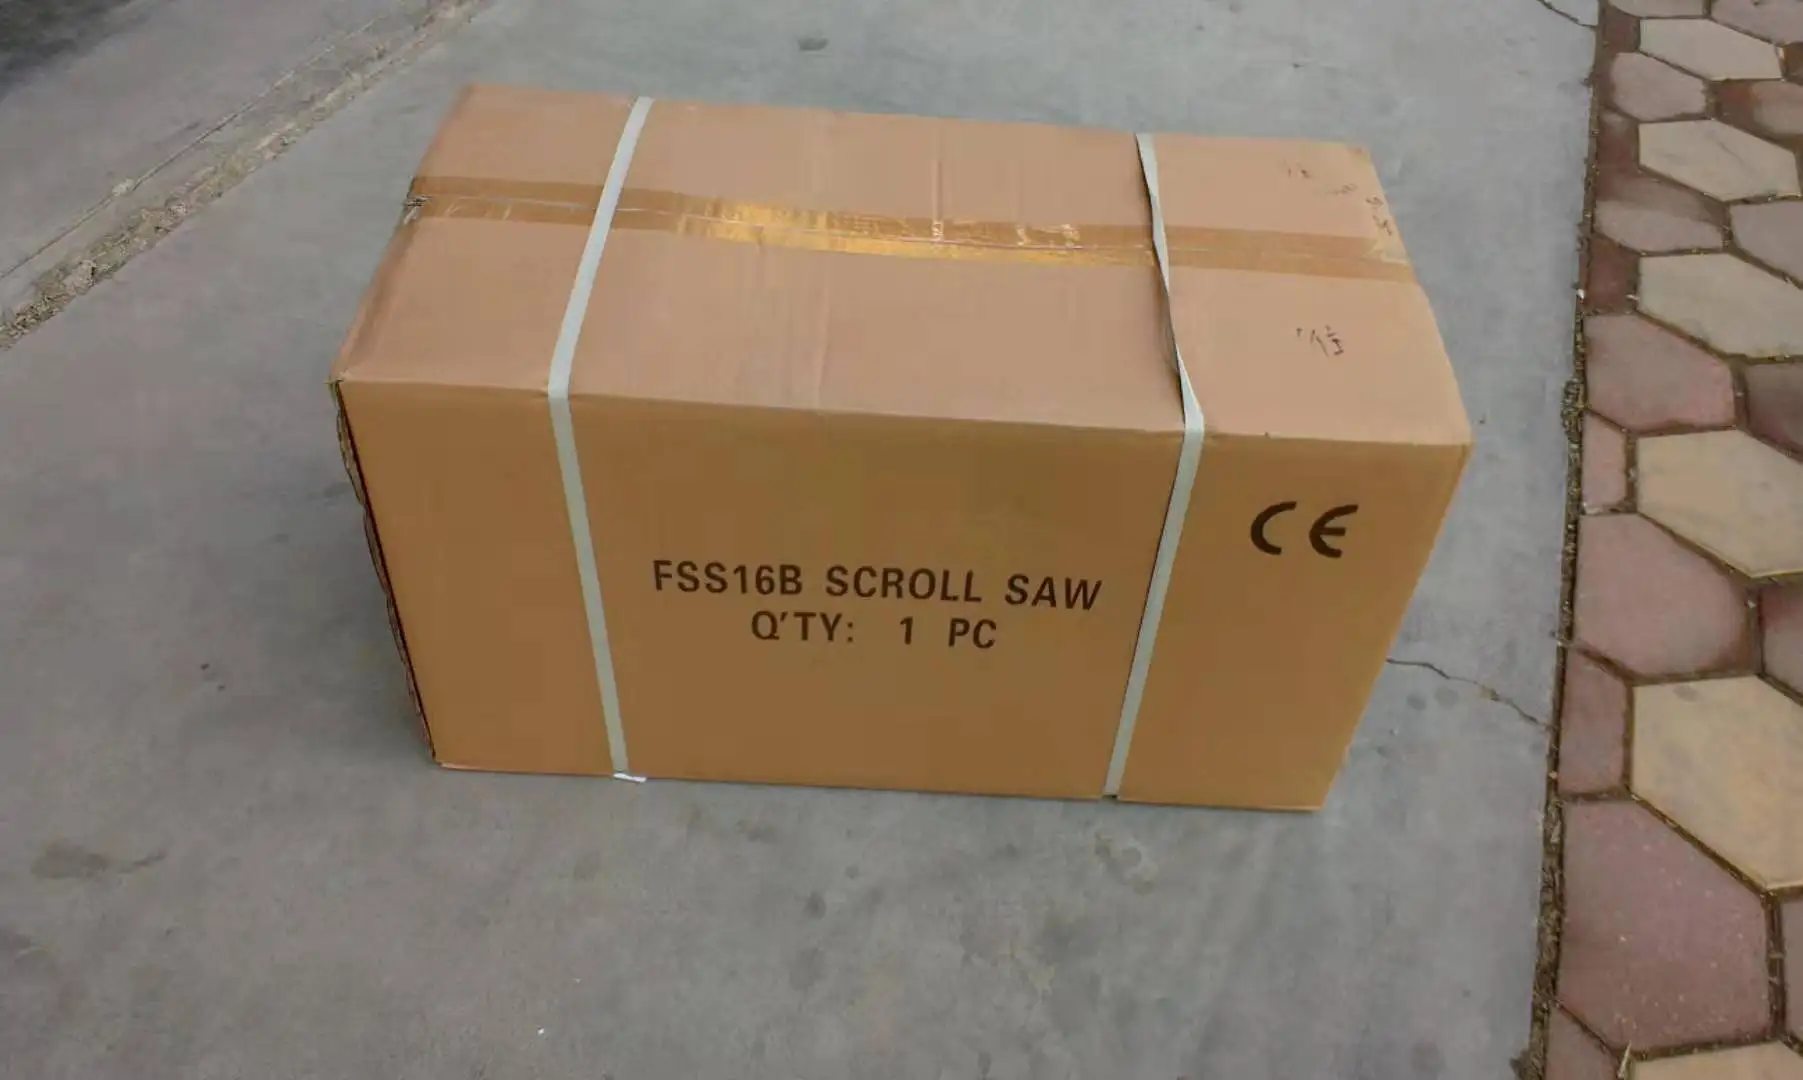 FSS16B SCROLL SAW
Q'TY: 1 PC
CE